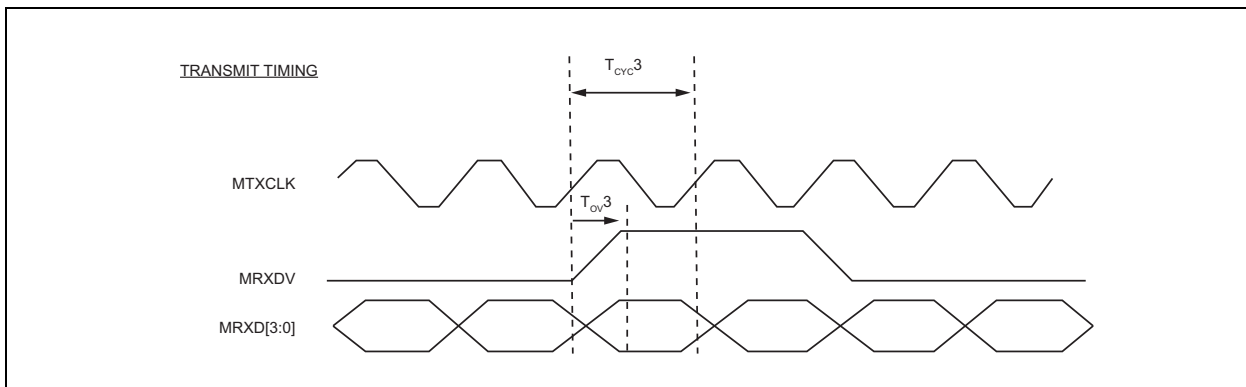 TRANSMIT TIMING
TCYC3
MTXCLK
TOV3
MRXDV
MRXD[3:0]